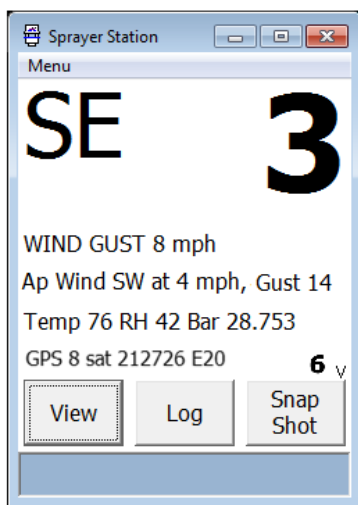 Sprayer Station
Menu
SE 3
WIND GUST 8 mph
Ap Wind SW at 4 mph, Gust 14
Temp 76 RH 42 Bar 28.753
GPS 8 sat 212726 E20
6 V
View Log Snap Shot